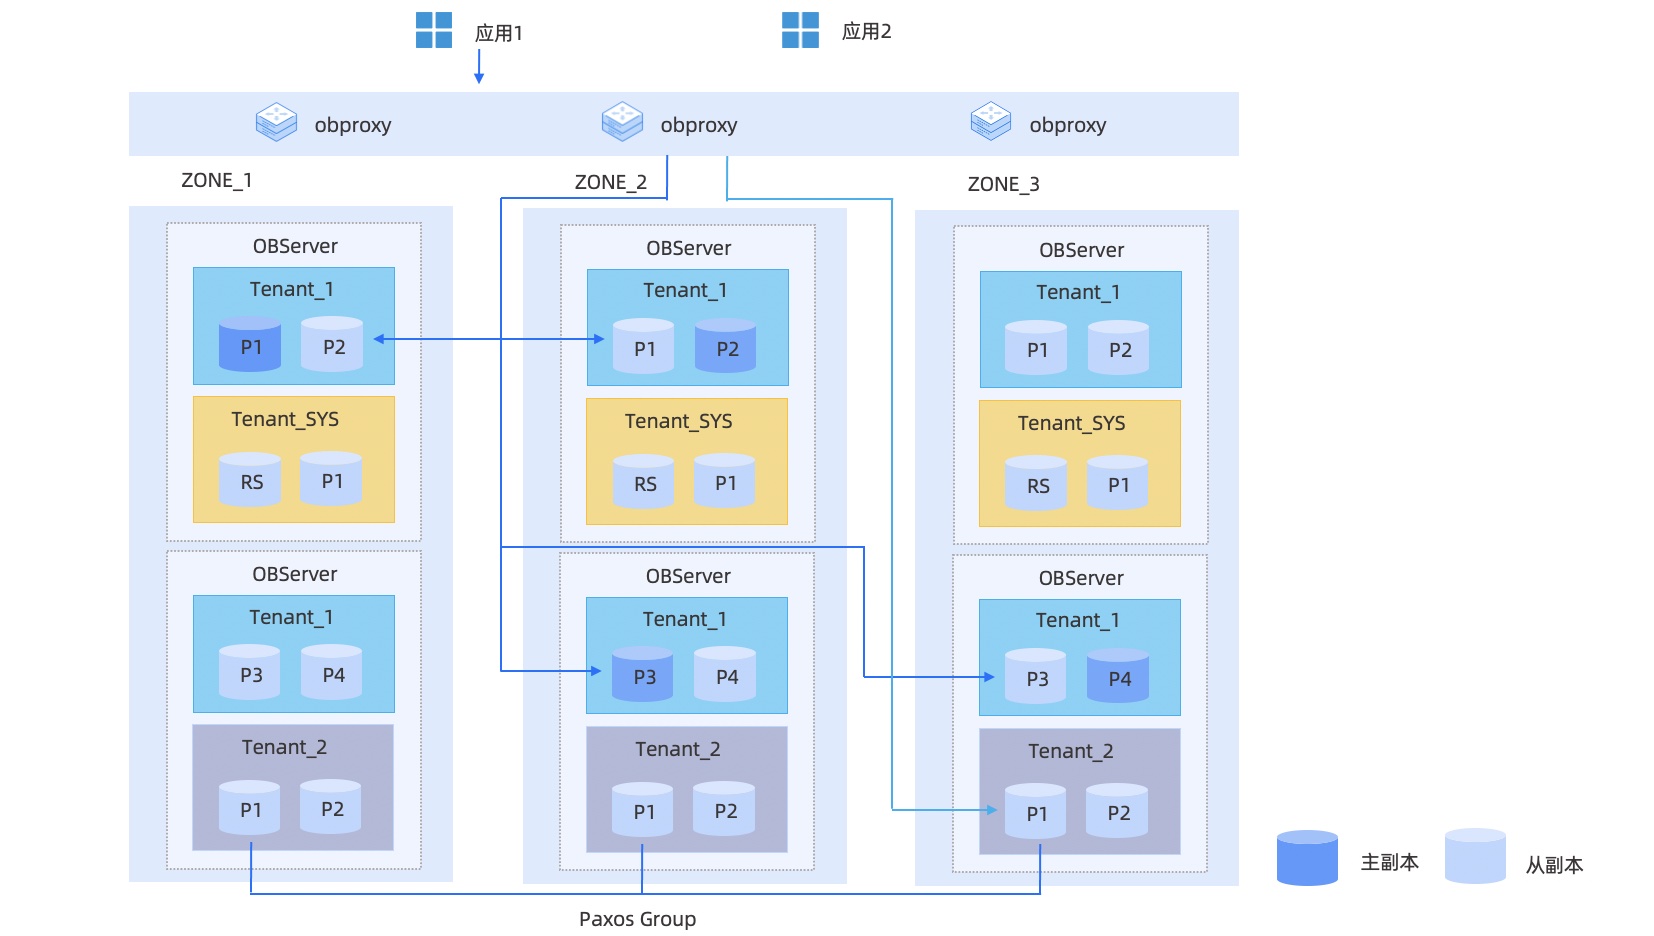 应用1
应用2
obproxy
obproxy
obproxy
ZONE_1
ZONE_2
ZONE_3
OBServer
Tenant_1
P1
P2
Tenant_SYS
RS
P1
OBServer
Tenant_1
P3
P4
Tenant_2
P1
P2
OBServer
Tenant_1
P1
P2
Tenant_SYS
RS
P1
OBServer
Tenant_1
P3
P4
Tenant_2
P1
P2
OBServer
Tenant_1
P1
P2
Tenant_SYS
RS
P1
OBServer
Tenant_1
P3
P4
Tenant_2
P1
P2
Paxos Group
主副本
从副本